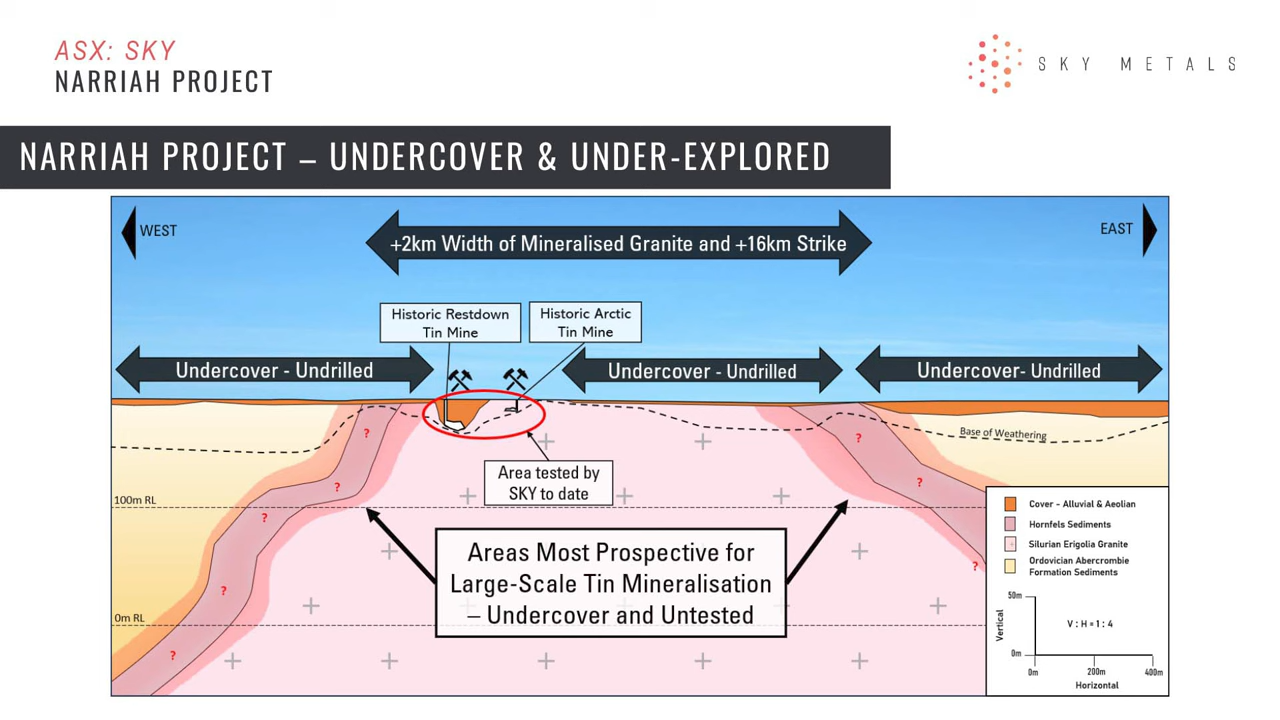 ASX: SKY
NARRIAH PROJECT
SKY METALS
NARRIAH PROJECT – UNDERCOVER & UNDER-EXPLORED
WEST
EAST
+2km Width of Mineralised Granite and +16km Strike
Historic Restdown
Tin Mine
Historic Arctic
Tin Mine
Undercover - Undrilled
Undercover - Undrilled
Undercover- Undrilled
Base of Weathering
?
?
?
?
?
?
?
?
Area tested by
SKY to date
100m RL
Areas Most Prospective for
Large-Scale Tin Mineralisation
– Undercover and Untested
0m RL
Cover - Alluvial & Aeolian
Hornfels Sediments
Silurian Erigolia Granite
Ordovician Abercrombie
Formation Sediments
Vertical
50m
0m
V : H = 1 : 4
0m
200m
400m
Horizontal